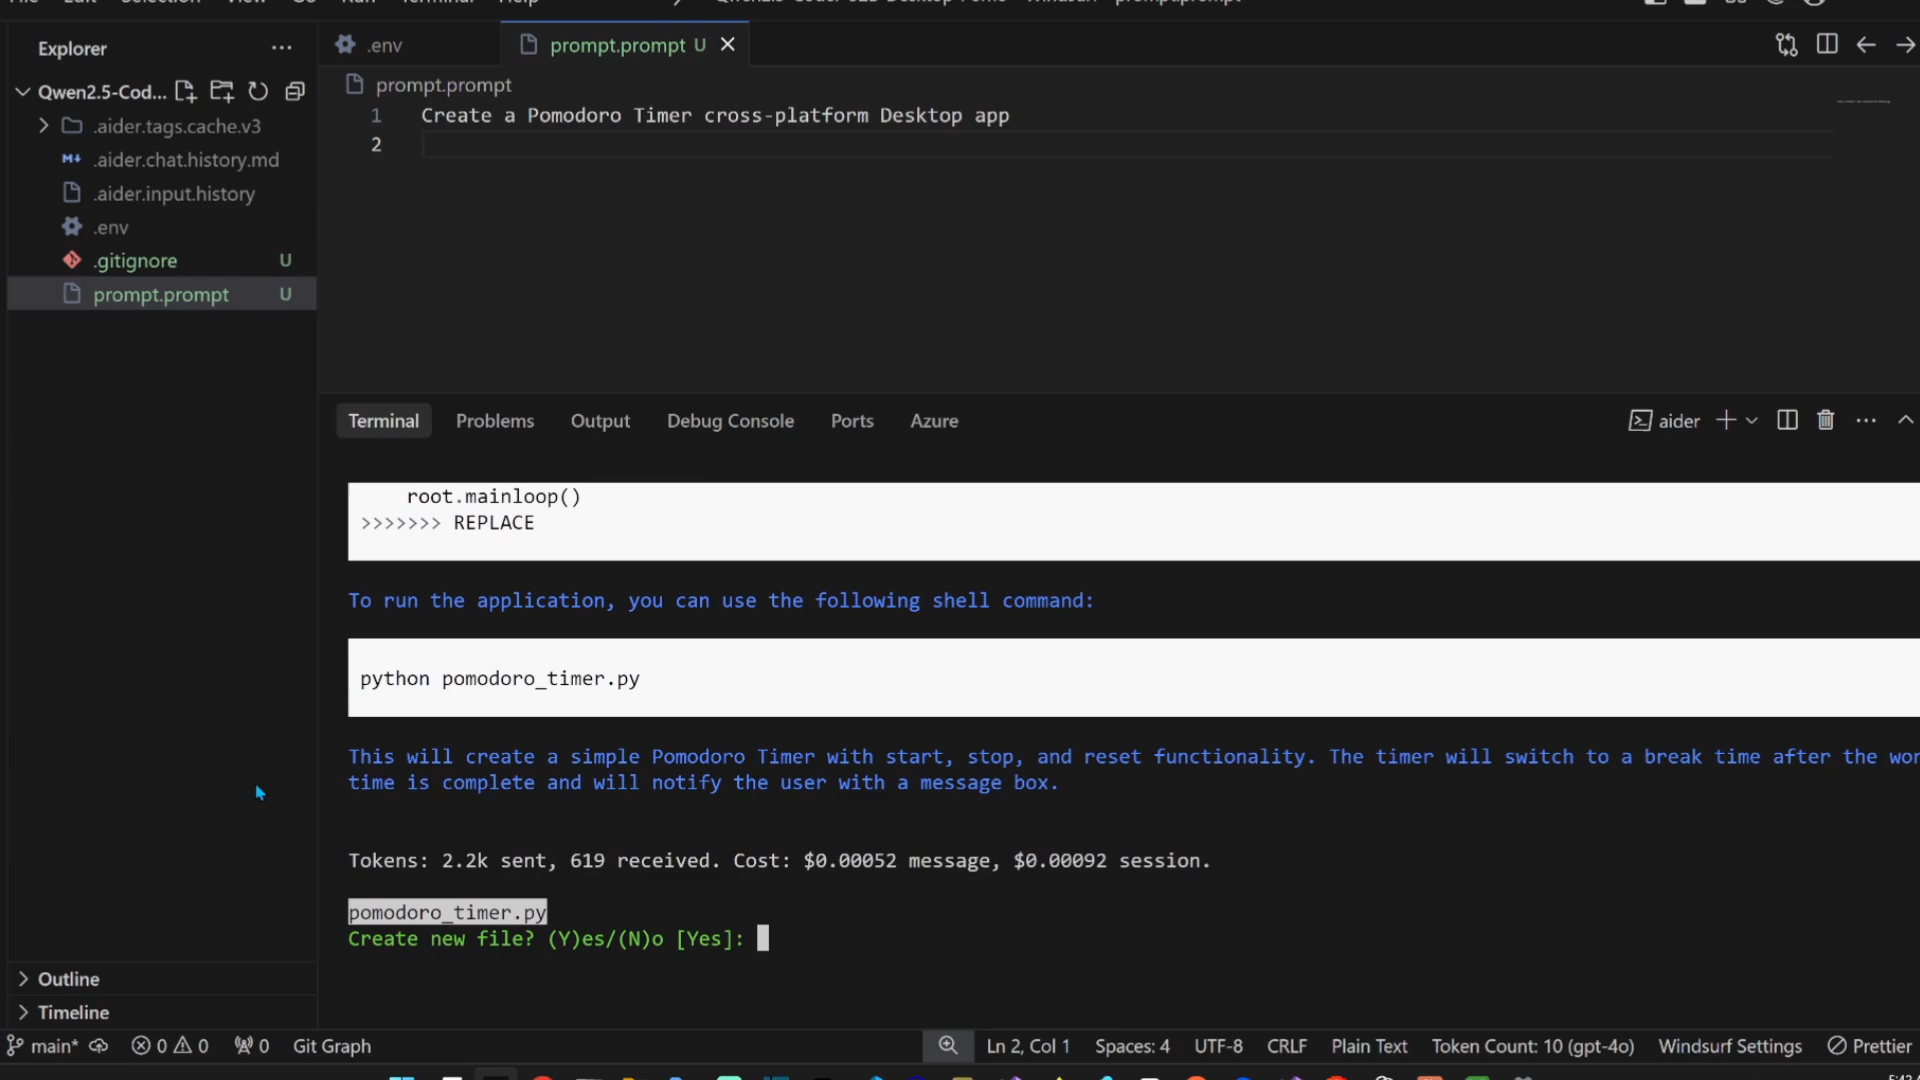 Explorer
.env
prompt.prompt U
Qwen2.5-Cod...
prompt.prompt
.aider.tags.cache.v3
.aider.chat.history.md
.aider.input.history
.env
.gitignore U
prompt.prompt U
1 Create a Pomodoro Timer cross-platform Desktop app
2
Terminal Problems Output Debug Console Ports Azure
aider
root.mainloop()
>>>>>>> REPLACE
To run the application, you can use the following shell command:
python pomodoro_timer.py
This will create a simple Pomodoro Timer with start, stop, and reset functionality. The timer will switch to a break time after the wor
time is complete and will notify the user with a message box.
Tokens: 2.2k sent, 619 received. Cost: $0.00052 message, $0.00092 session.
pomodoro_timer.py
Create new file? (Y)es/(N)o [Yes]:
Outline
Timeline
main* 0 0 0 Git Graph Ln 2, Col 1 Spaces: 4 UTF-8 CRLF Plain Text Token Count: 10 (gpt-4o) Windsurf Settings Prettier